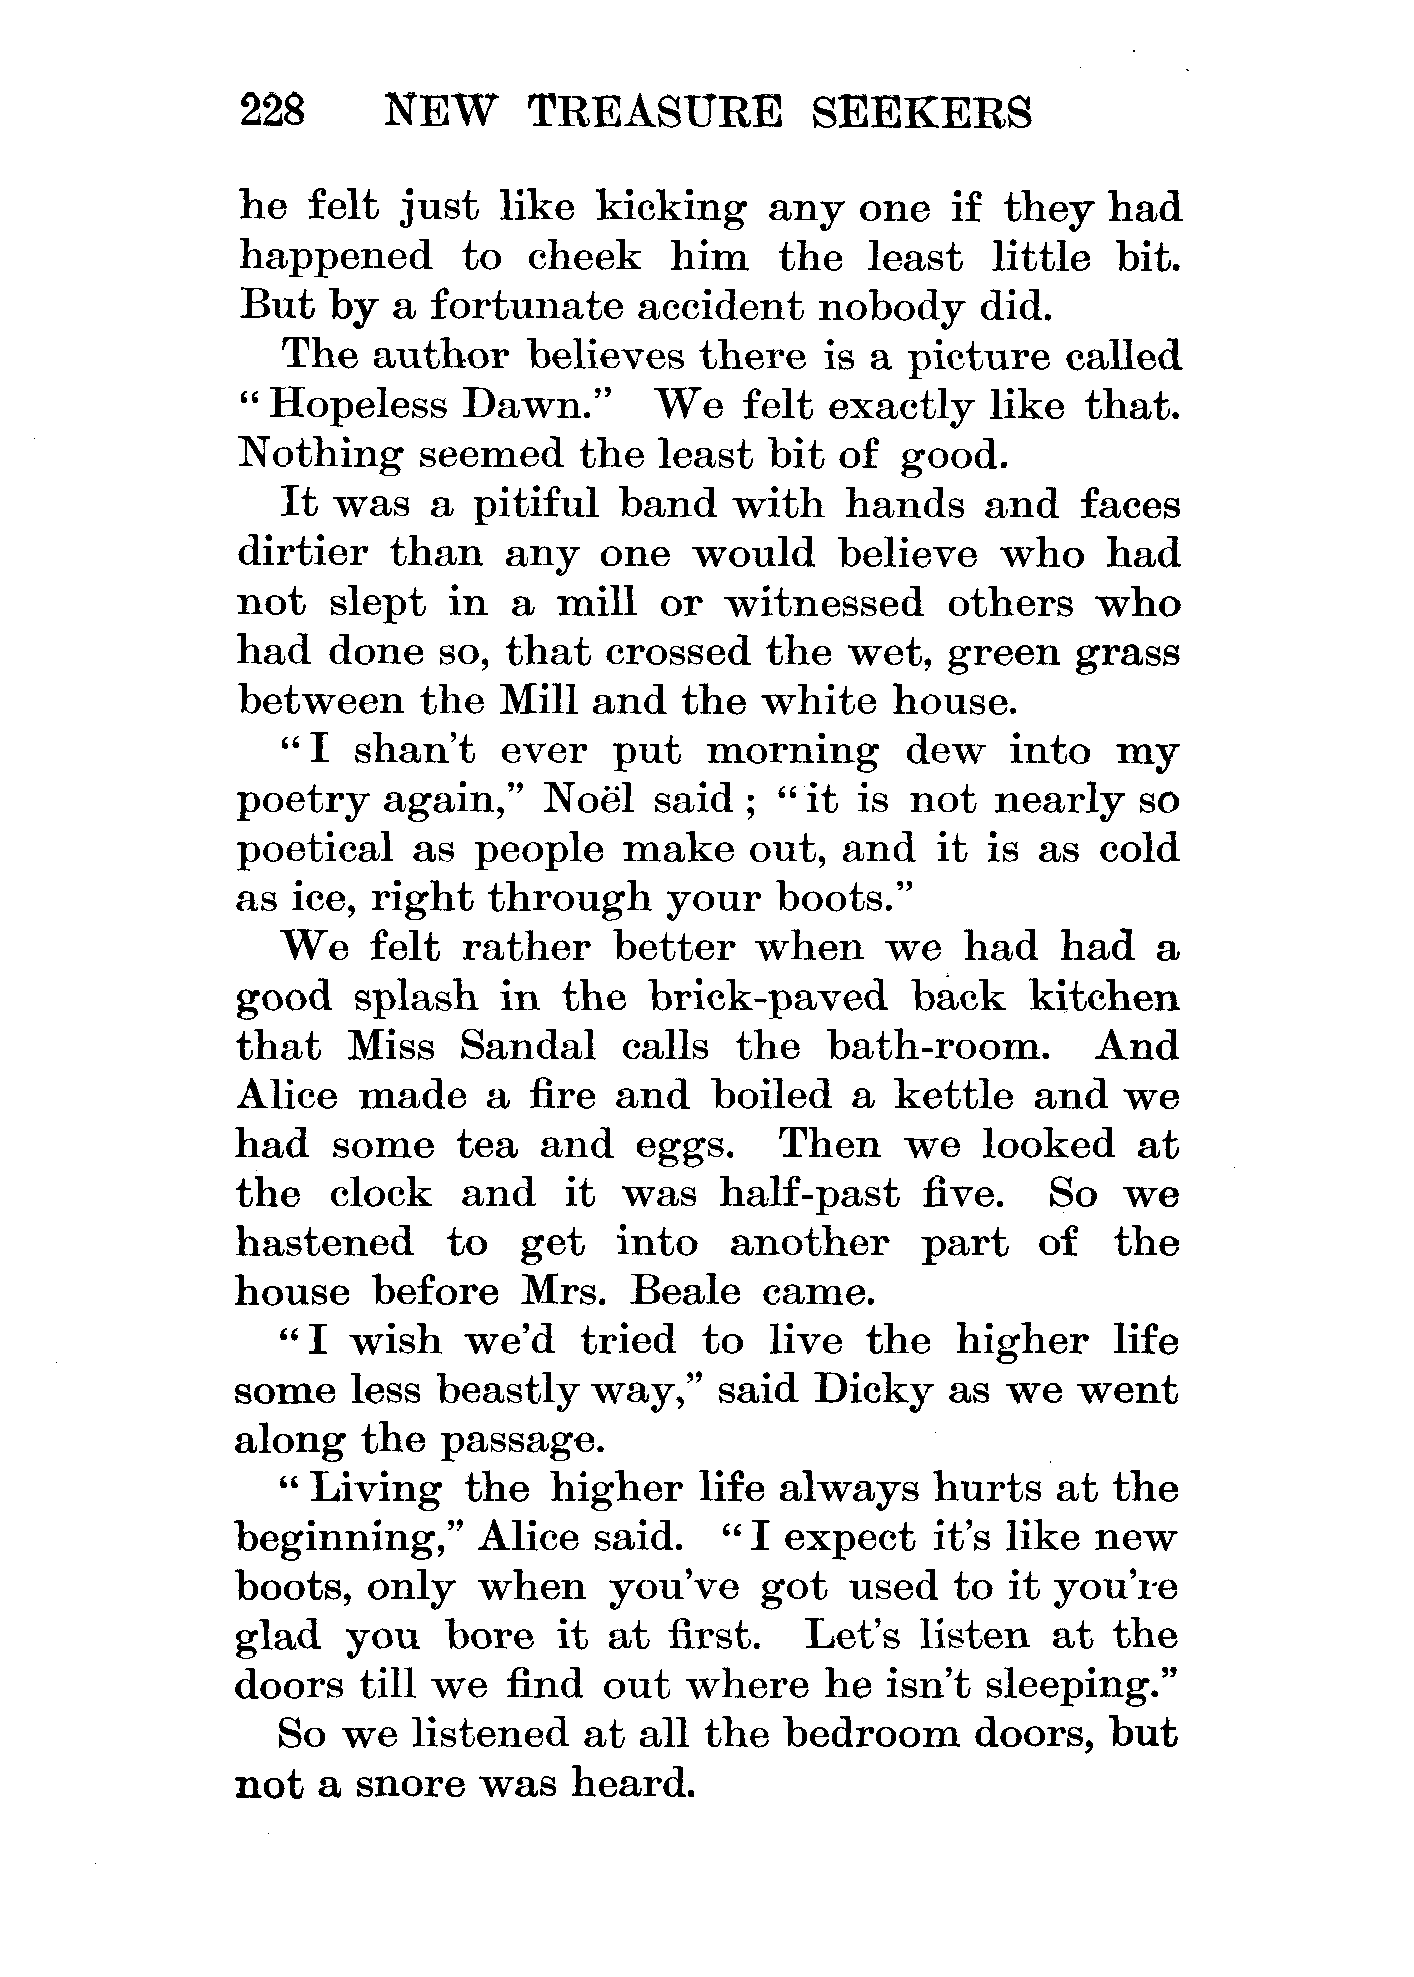 228 NEW TREASURE SEEKERS
he felt just like kicking any one if they had
happened to cheek him the least little bit.
But by a fortunate accident nobody did.
The author believes there is a picture called
“Hopeless Dawn.” We felt exactly like that.
Nothing seemed the least bit of good.
It was a pitiful band with hands and faces
dirtier than any one would believe who had
not slept in a mill or witnessed others who
had done so, that crossed the wet, green grass
between the Mill and the white house.
“I shan't ever put morning dew into my
poetry again,” Noël said; “it is not nearly so
poetical as people make out, and it is as cold
as ice, right through your boots.”
We felt rather better when we had had a
good splash in the brick-paved back kitchen
that Miss Sandal calls the bath-room. And
Alice made a fire and boiled a kettle and we
had some tea and eggs. Then we looked at
the clock and it was half-past five. So we
hastened to get into another part of the
house before Mrs. Beale came.
“I wish we'd tried to live the higher life
some less beastly way,” said Dicky as we went
along the passage.
“Living the higher life always hurts at the
beginning,” Alice said. “I expect it's like new
boots, only when you've got used to it you're
glad you bore it at first. Let's listen at the
doors till we find out where he isn't sleeping.”
So we listened at all the bedroom doors, but
not a snore was heard.